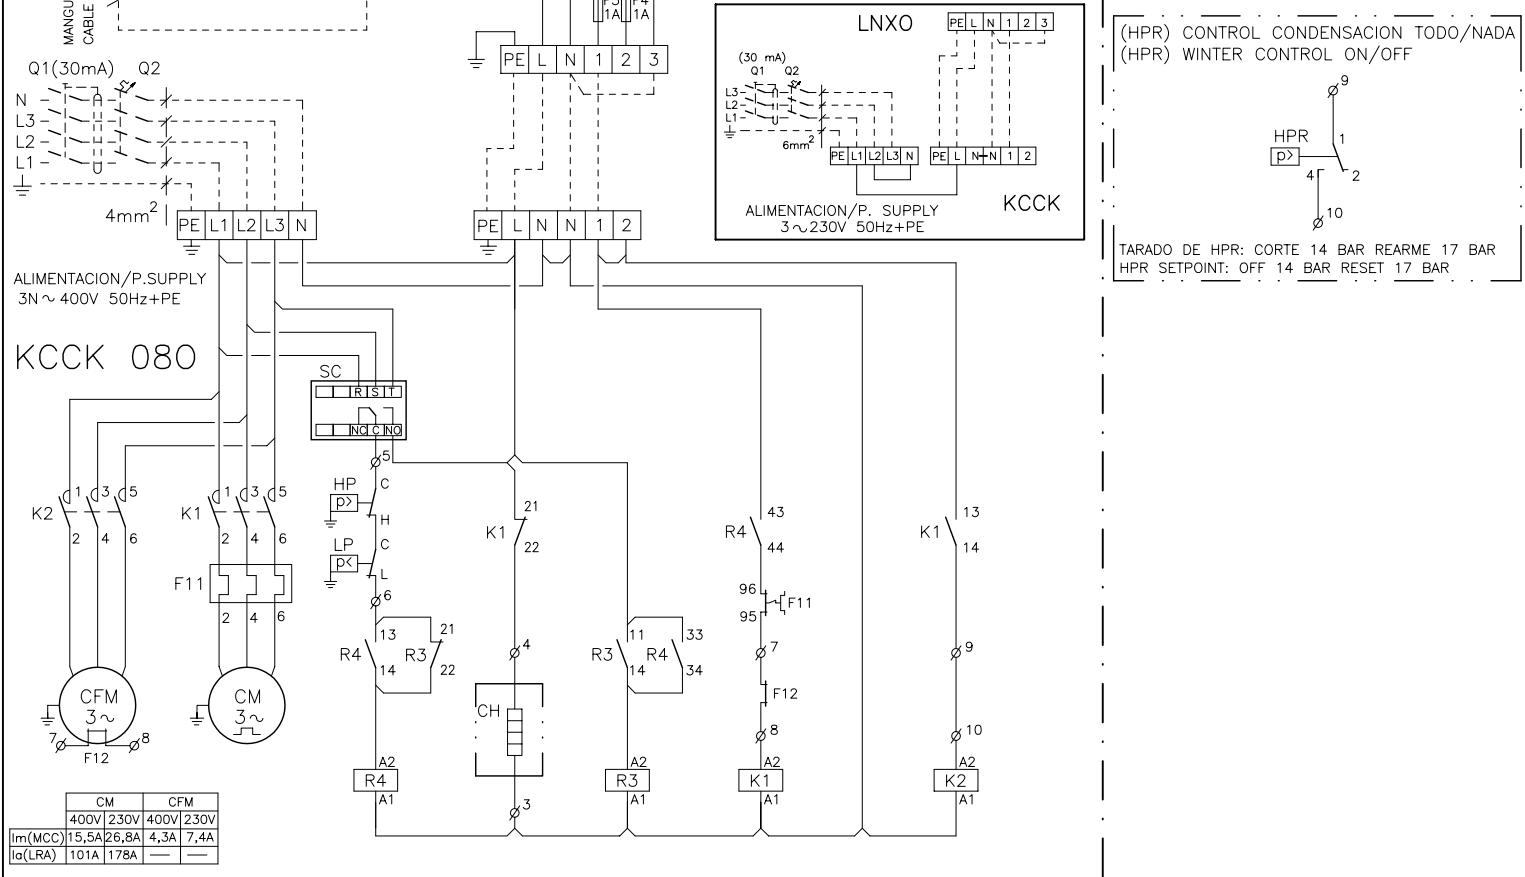 MANGU
CABLE
F3 F4
1A 1A
PE L N 1 2 3
Q1(30mA) Q2
N
L3
L2
L1
4mm2
PE L1 L2 L3 N
PE L N N 1 2
ALIMENTACION/P.SUPPLY
3N~400V 50Hz+PE
KCCK 080
LNXO
PE L N 1 2 3
(30 mA)
Q1 Q2
L3
L2
L1
6mm2
PE L1 L2 L3 N
PE L N N 1 2
KCCK
ALIMENTACION/P. SUPPLY
3~230V 50Hz+PE
(HPR) CONTROL CONDENSACION TODO/NADA
(HPR) WINTER CONTROL ON/OFF
9
1
HPR
p>
4 2
10
TARADO DE HPR: CORTE 14 BAR REARME 17 BAR
HPR SETPOINT: OFF 14 BAR RESET 17 BAR
SC
R S T
NC C NO
5
HP C
p>
H
LP C
p<
L
6
K2 1 3 5
2 4 6
K1 1 3 5
2 4 6
F11
2 4 6
CFM
3~
7 8
F12
CM
3~
R4 13
14
R3 21
22
A2
R4
A1
K1 21
22
4
CH
3
R3 11
14
R4 33
34
A2
R3
A1
R4 43
44
96
95
F11
7
F12
8
A2
K1
A1
K1 13
14
9
10
A2
K2
A1
CM CFM
400V 230V 400V 230V
Im(MCC) 15,5A 26,8A 4,3A 7,4A
Ia(LRA) 101A 178A — —